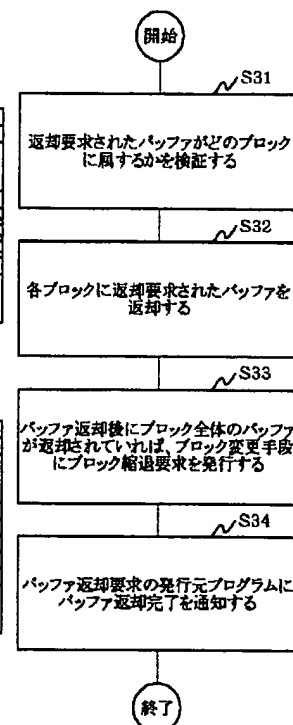 開始
S31
返却要求されたバッファがどのブロック
に属するかを検証する
S32
各ブロックに返却要求されたバッファを
返却する
S33
バッファ返却後にブロック全体のバッファ
が返却されていれば、ブロック変更手段
にブロック縮退要求を発行する
S34
バッファ返却要求の発行元プログラムに
バッファ返却完了を通知する
終了